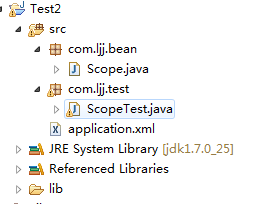 Test2
src
com.ljj.bean
Scope.java
com.ljj.test
ScopeTest.java
application.xml
JRE System Library [jdk1.7.0_25]
Referenced Libraries
lib